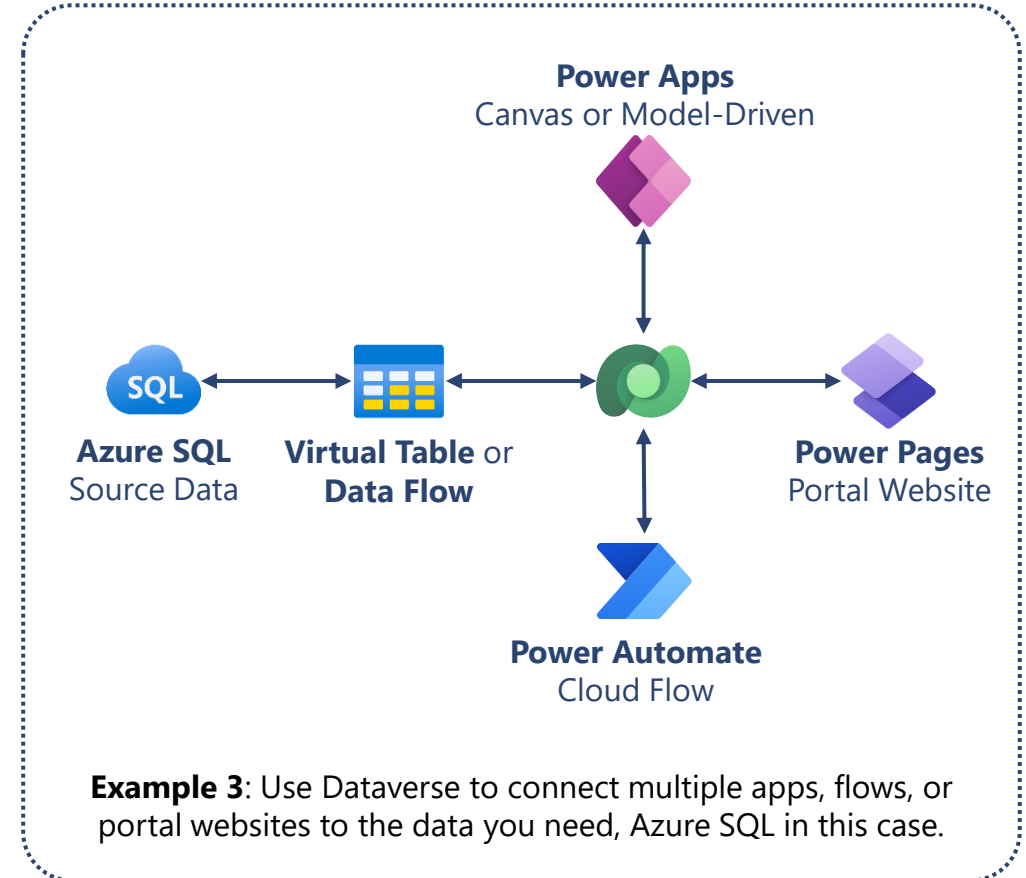 Power Apps
Canvas or Model-Driven
SQL
Azure SQL
Source Data
Virtual Table or
Data Flow
Power Pages
Portal Website
Power Automate
Cloud Flow
Example 3: Use Dataverse to connect multiple apps, flows, or
portal websites to the data you need, Azure SQL in this case.